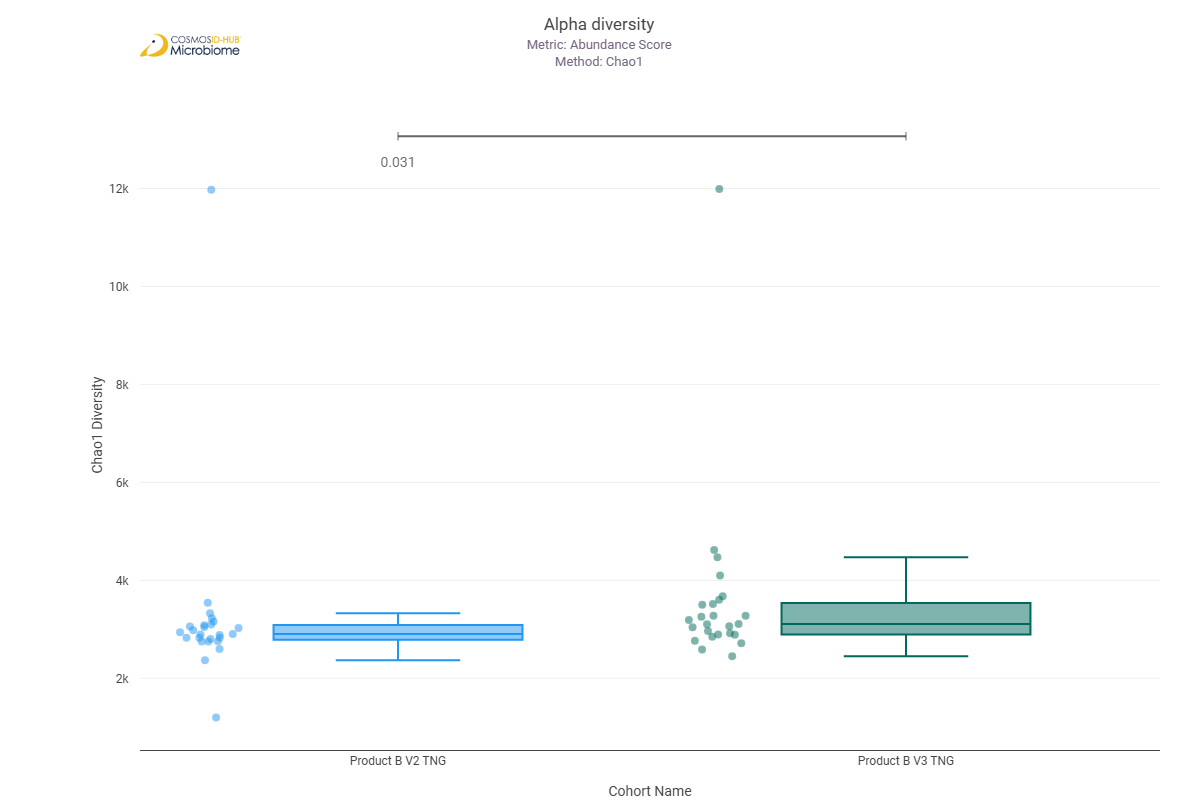 Alpha diversity
Metric: Abundance Score
Method: Chao1
COSMOSID-HUB
Microbiome
0.031
12k
10k
8k
6k
4k
2k
Chao1 Diversity
Product B V2 TNG
Product B V3 TNG
Cohort Name